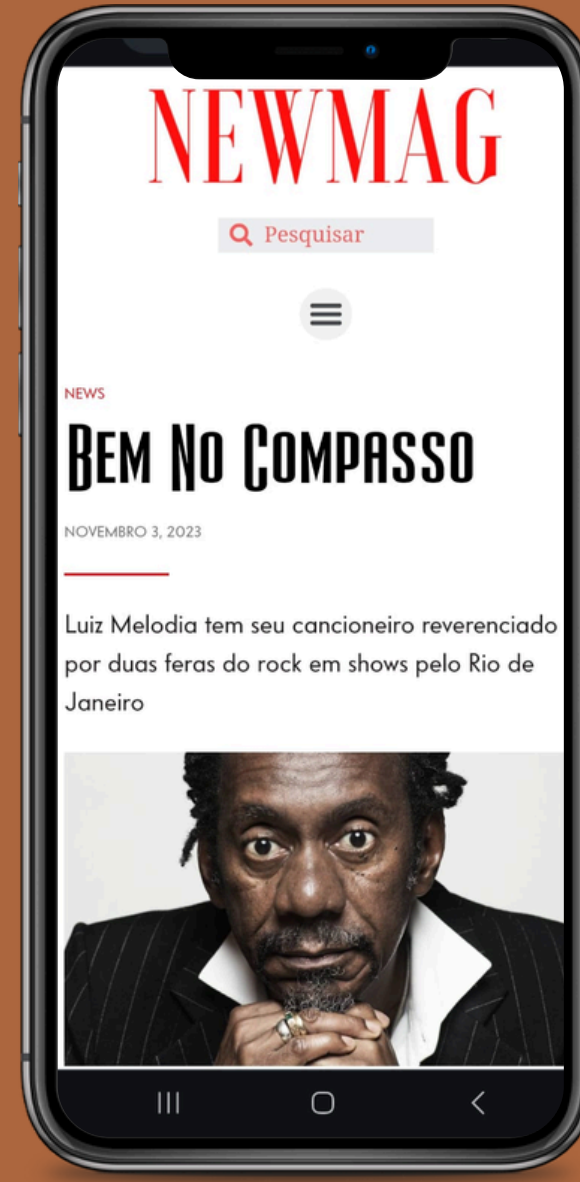 NEWMAG
Pesquisar
NEWS
BEM NO COMPASSO
NOVEMBRO 3, 2023
Luiz Melodia tem seu cancioneiro reverenciado
por duas feras do rock em shows pelo Rio de
Janeiro